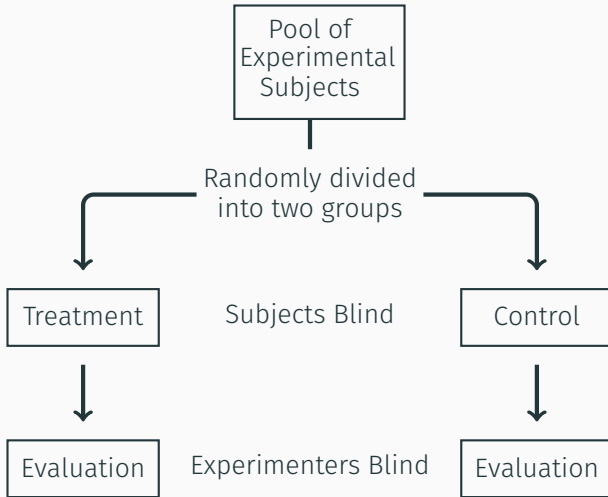 Pool of
Experimental
Subjects
Randomly divided
into two groups
Treatment
Subjects Blind
Control
Evaluation
Experimenters Blind
Evaluation